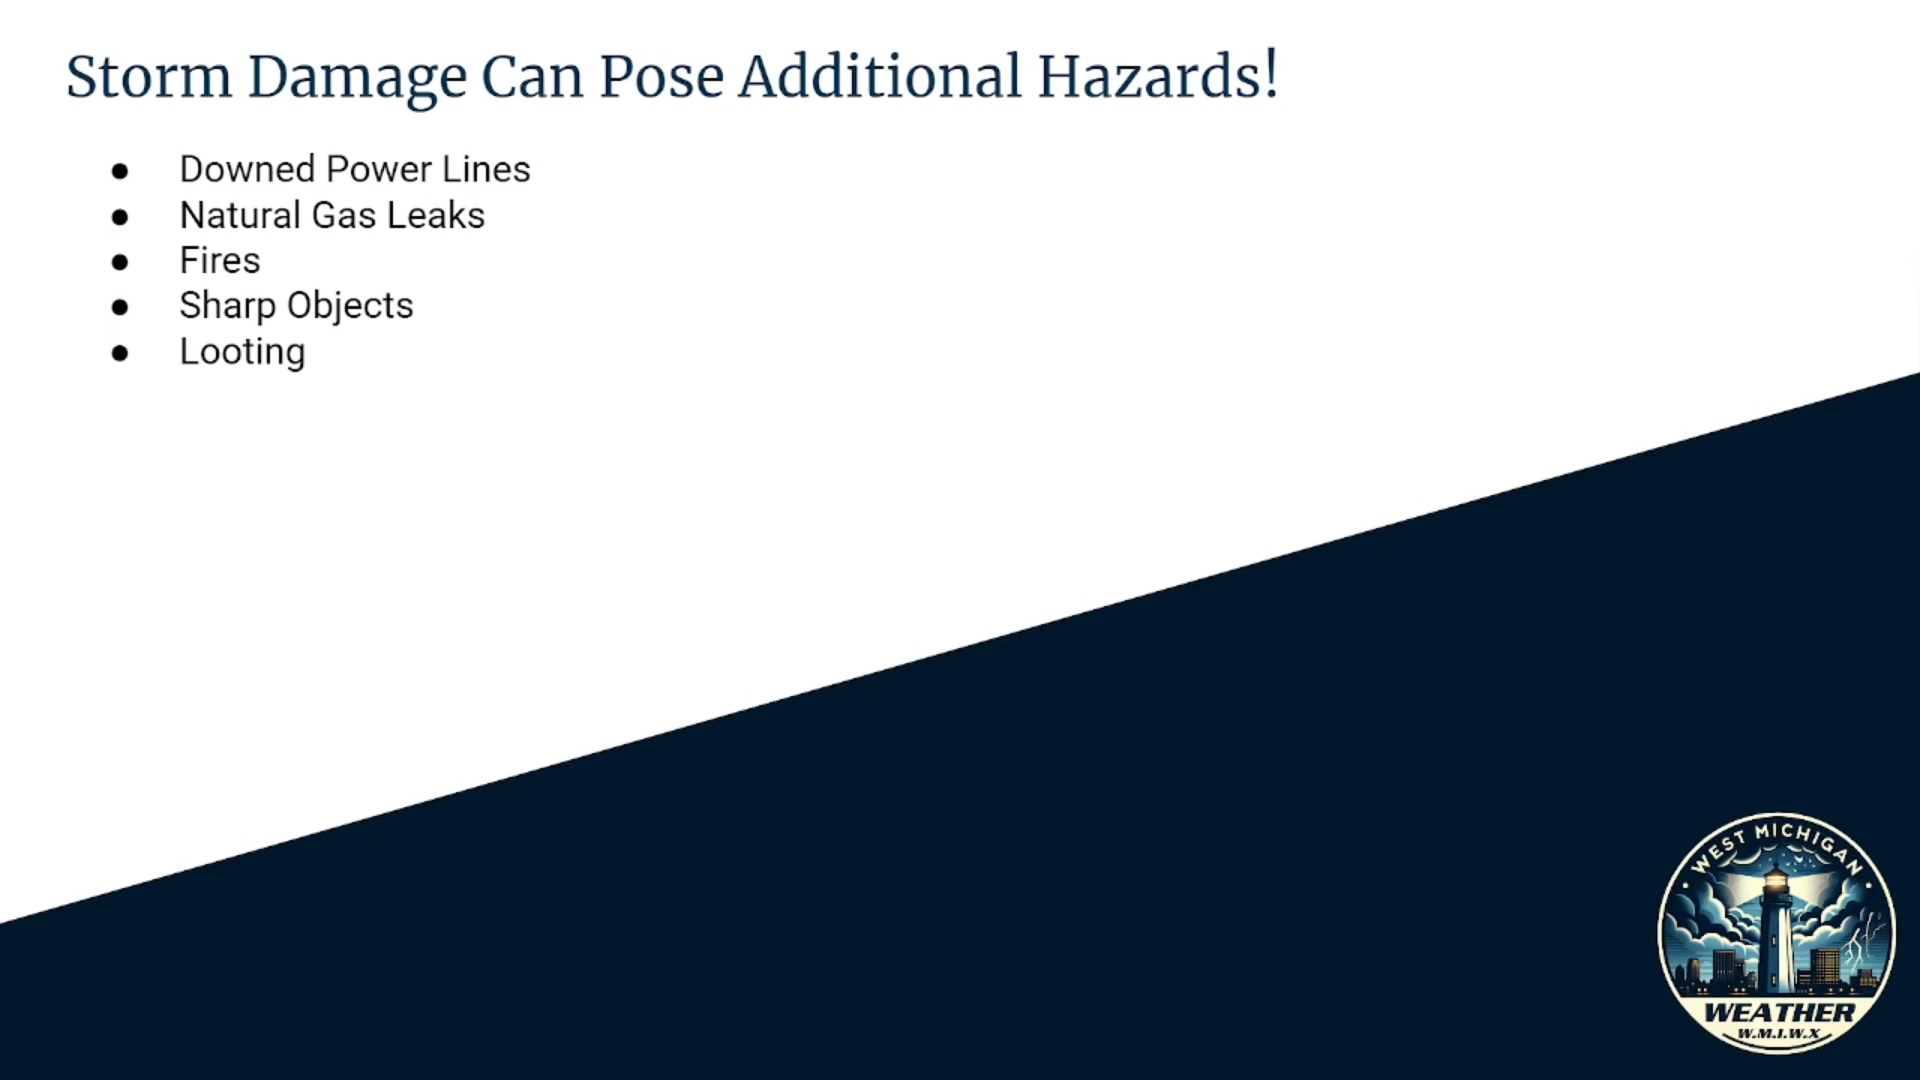 Storm Damage Can Pose Additional Hazards!
● Downed Power Lines
● Natural Gas Leaks
● Fires
● Sharp Objects
● Looting
• WEST MICHIGAN •
WEATHER
W.M.I.W.X